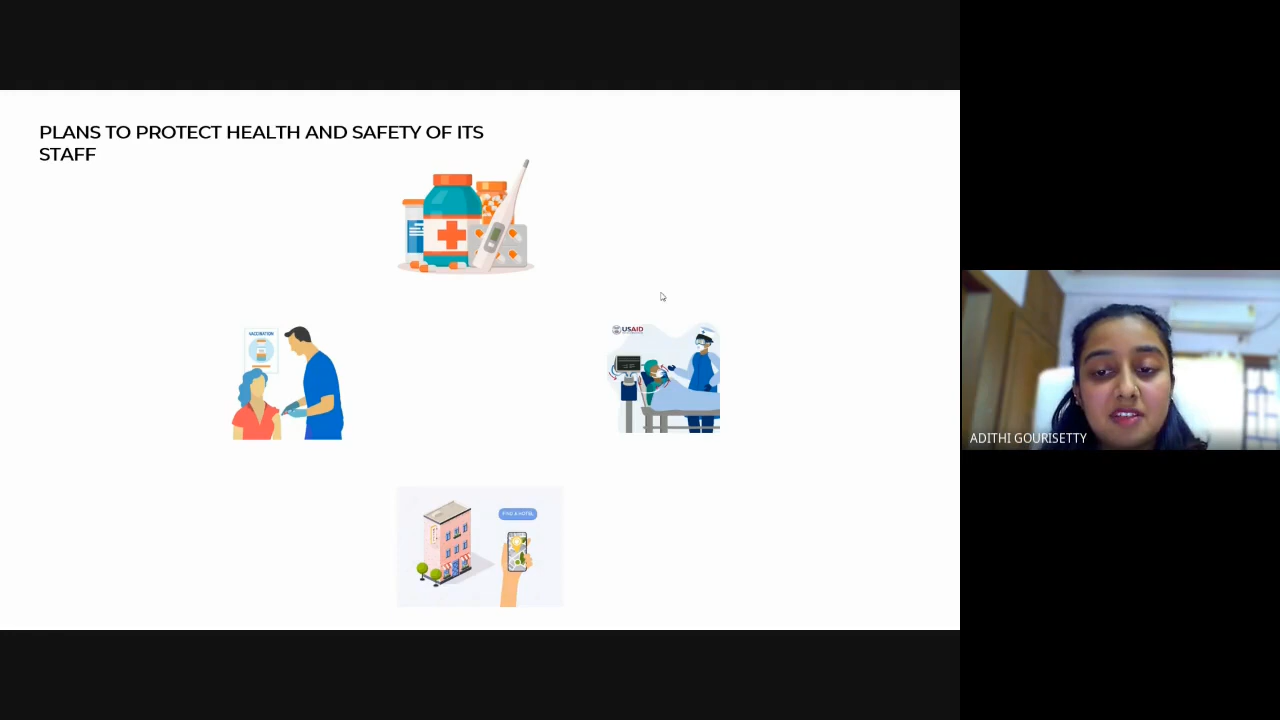 PLANS TO PROTECT HEALTH AND SAFETY OF ITS
STAFF
VACCINATION
USAID
FIND A HOTEL
ADITHI GOURISETTY